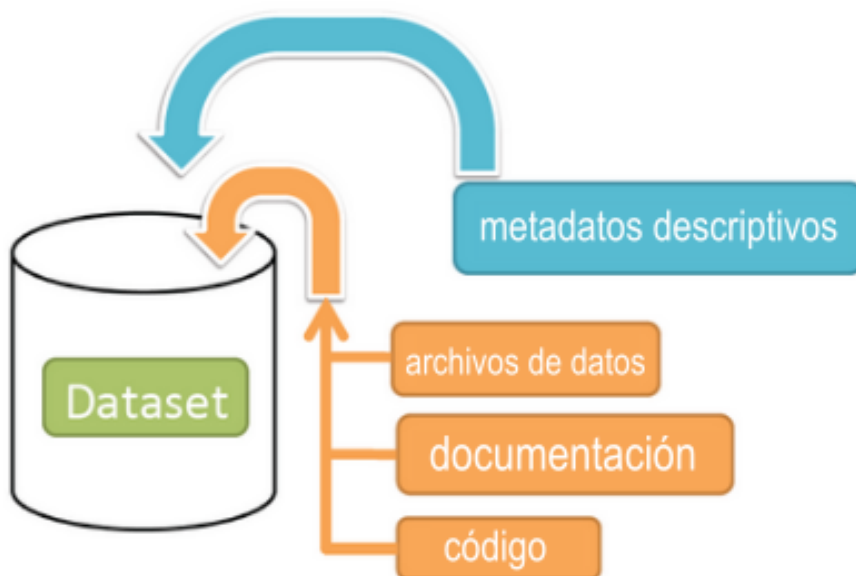 metadatos descriptivos
archivos de datos
Dataset
documentación
código